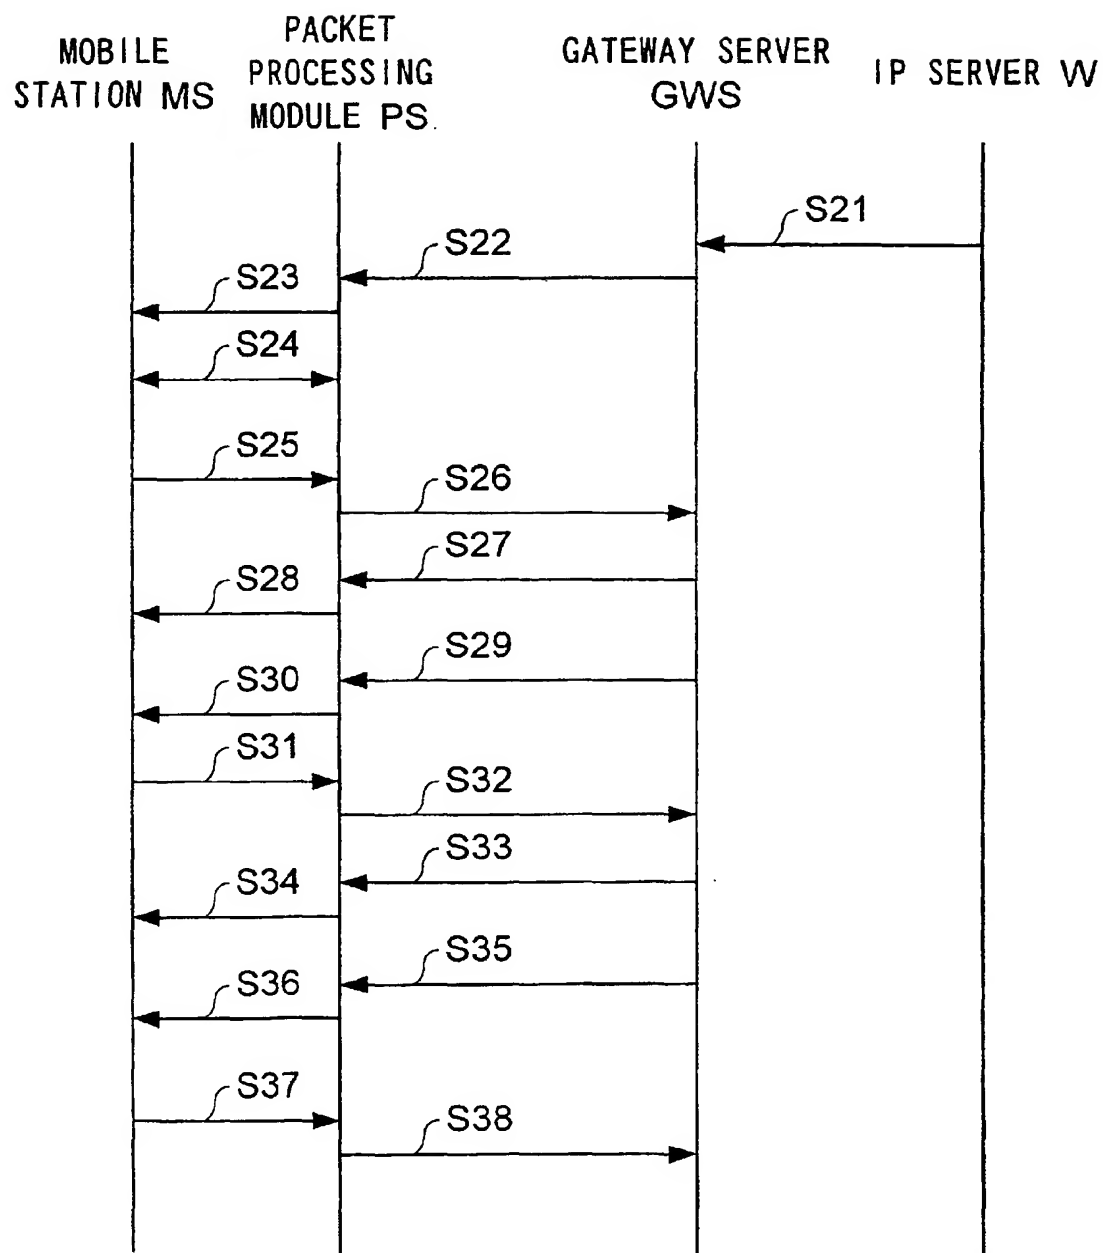 MOBILE
STATION MS
PACKET
PROCESSING
MODULE PS
GATEWAY SERVER
GWS
IP SERVER W
S21
S22
S23
S24
S25
S26
S27
S28
S29
S30
S31
S32
S33
S34
S35
S36
S37
S38